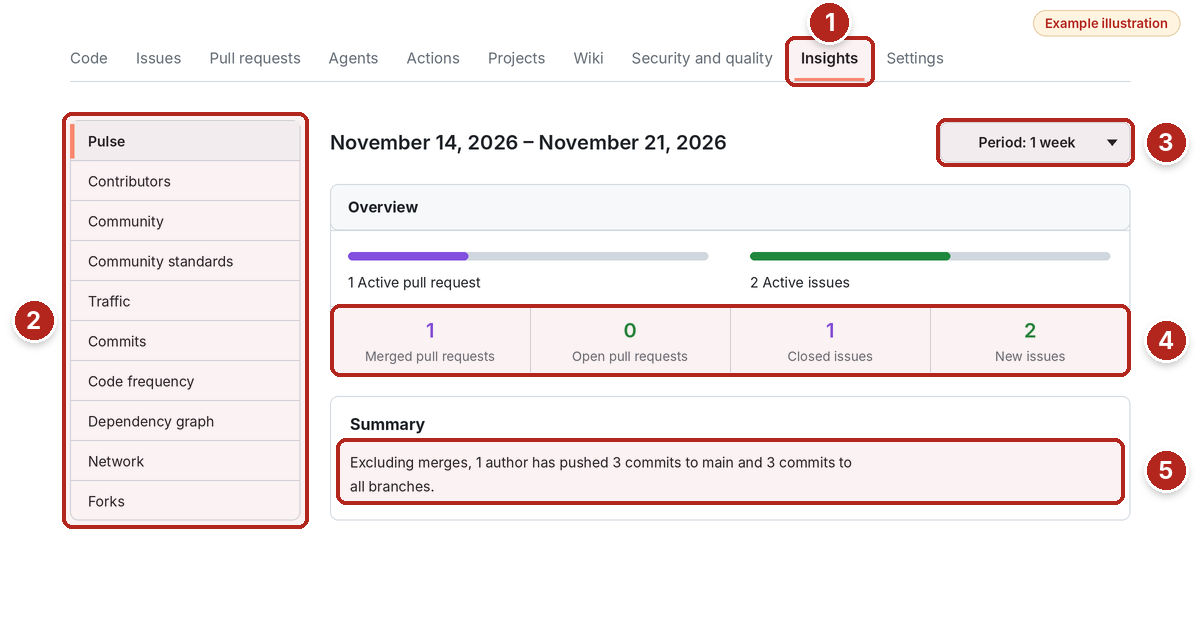 1
Example illustration
Code Issues Pull requests Agents Actions Projects Wiki Security and quality Insights Settings
2
Pulse
Contributors
Community
Community standards
Traffic
Commits
Code frequency
Dependency graph
Network
Forks
November 14, 2026 – November 21, 2026
Period: 1 week
3
Overview
1 Active pull request
2 Active issues
1
Merged pull requests
0
Open pull requests
1
Closed issues
2
New issues
4
Summary
Excluding merges, 1 author has pushed 3 commits to main and 3 commits to
all branches.
5